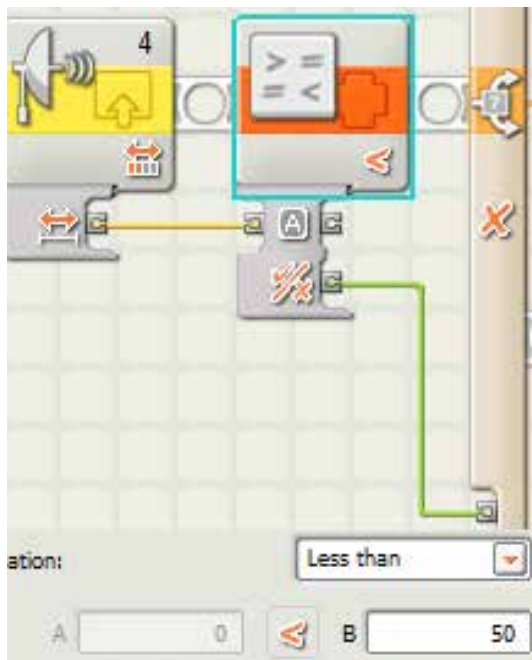 4
> =
= <
<
A
ation:
Less than
A 0 < B 50